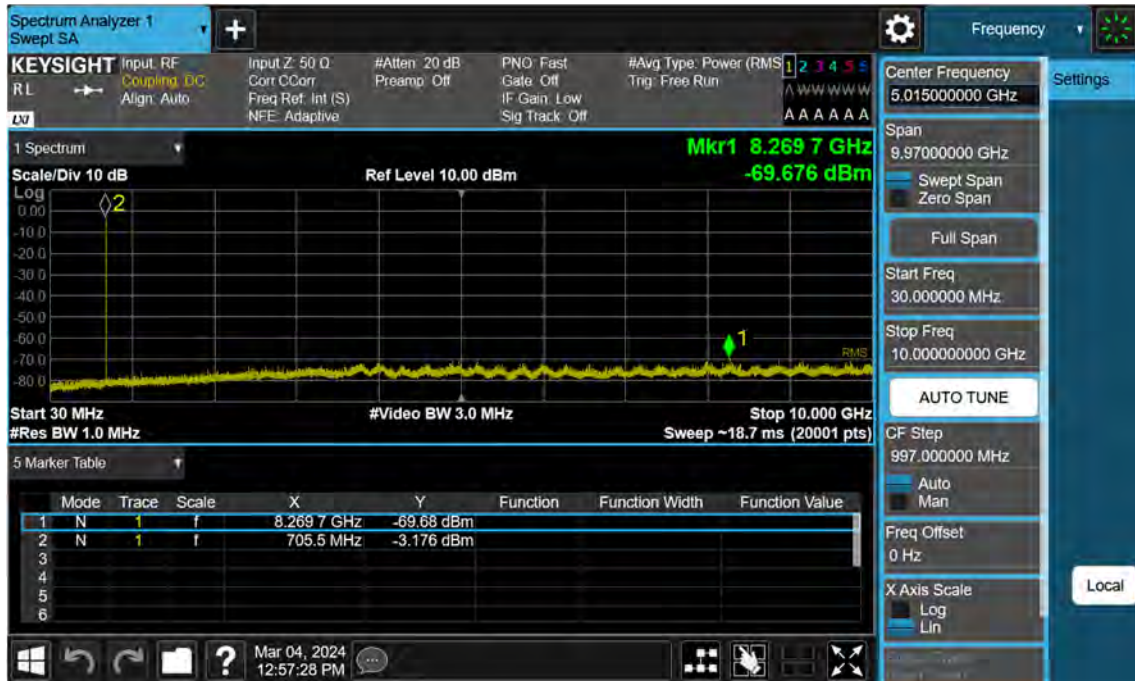 Spectrum Analyzer 1
Swept SA
+
Frequency
KEYSIGHT Input: RF Input Z: 50 Ω #Atten: 20 dB PNO: Fast #Avg Type: Power (RMS 1 2 3 4 5 6
RL Coupling: DC Corr CCorr Preamp: Off Gate: Off Trig: Free Run
Align: Auto Freq Ref: Int (S) IF Gain: Low A W W W W W
LXI NFE: Adaptive Sig Track: Off A A A A A A
1 Spectrum Mkr1 8.269 7 GHz
Scale/Div 10 dB Ref Level 10.00 dBm -69.676 dBm
Log
0.00
-10.0
-20.0
-30.0
-40.0
-50.0
-60.0
-70.0
-80.0
2
1
RMS
Start 30 MHz #Video BW 3.0 MHz Stop 10.000 GHz
#Res BW 1.0 MHz Sweep ~18.7 ms (20001 pts)
5 Marker Table
Mode Trace Scale X Y Function Function Width Function Value
1 N 1 f 8.269 7 GHz -69.68 dBm
2 N 1 f 705.5 MHz -3.176 dBm
3
4
5
6
?
Mar 04, 2024
12:57:28 PM
Center Frequency
5.015000000 GHz
Settings
Span
9.97000000 GHz
Swept Span
Zero Span
Full Span
Start Freq
30.000000 MHz
Stop Freq
10.000000000 GHz
AUTO TUNE
CF Step
997.000000 MHz
Auto
Man
Freq Offset
0 Hz
X Axis Scale
Log
Lin
Local